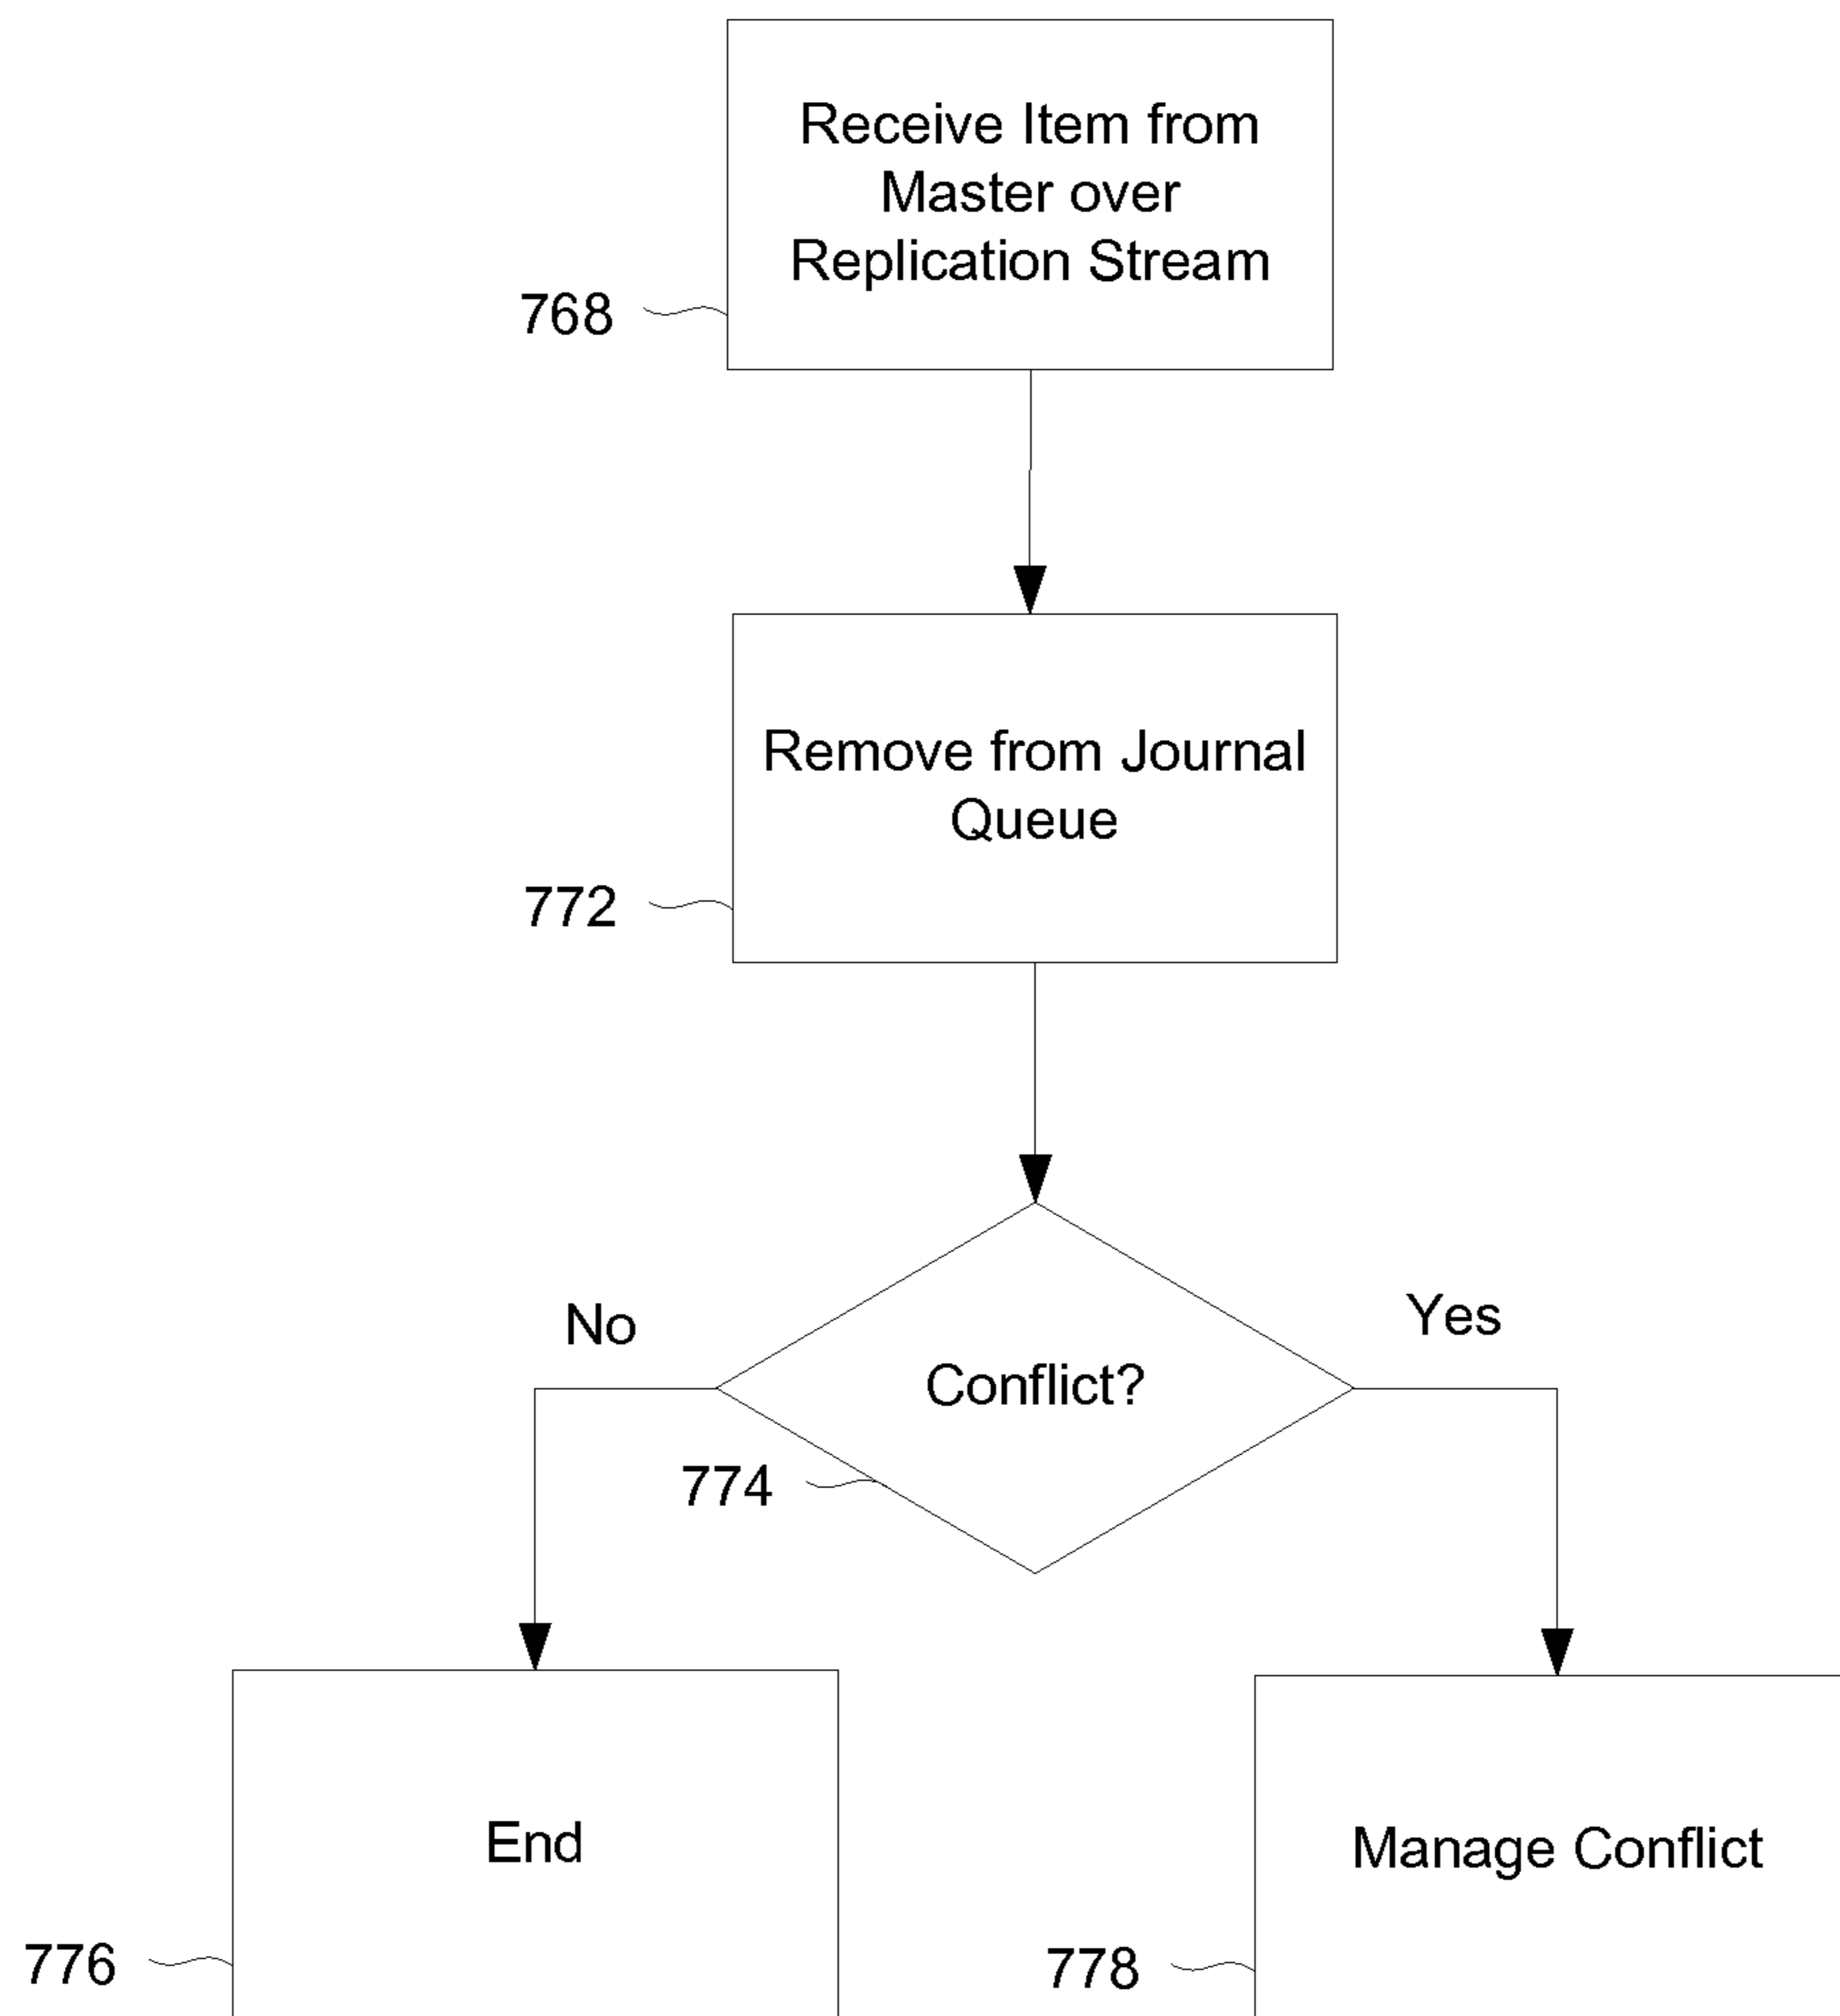 Receive Item from
Master over
Replication Stream
768
Remove from Journal
Queue
772
No
Yes
Conflict?
774
End
Manage Conflict
776
778